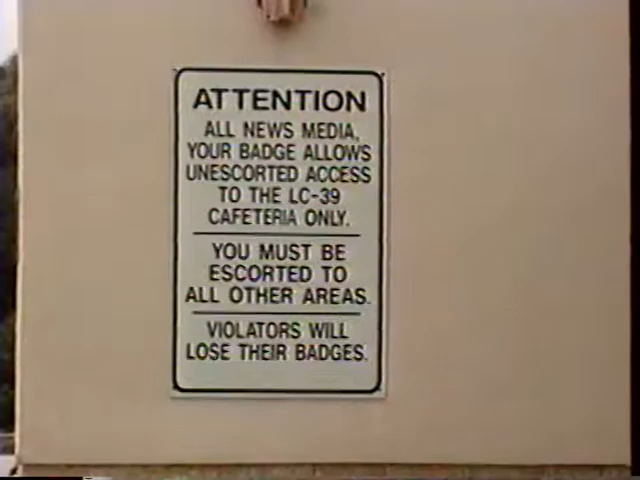 ATTENTION
ALL NEWS MEDIA,
YOUR BADGE ALLOWS
UNESCORTED ACCESS
TO THE LC-39
CAFETERIA ONLY.
YOU MUST BE
ESCORTED TO
ALL OTHER AREAS.
VIOLATORS WILL
LOSE THEIR BADGES.